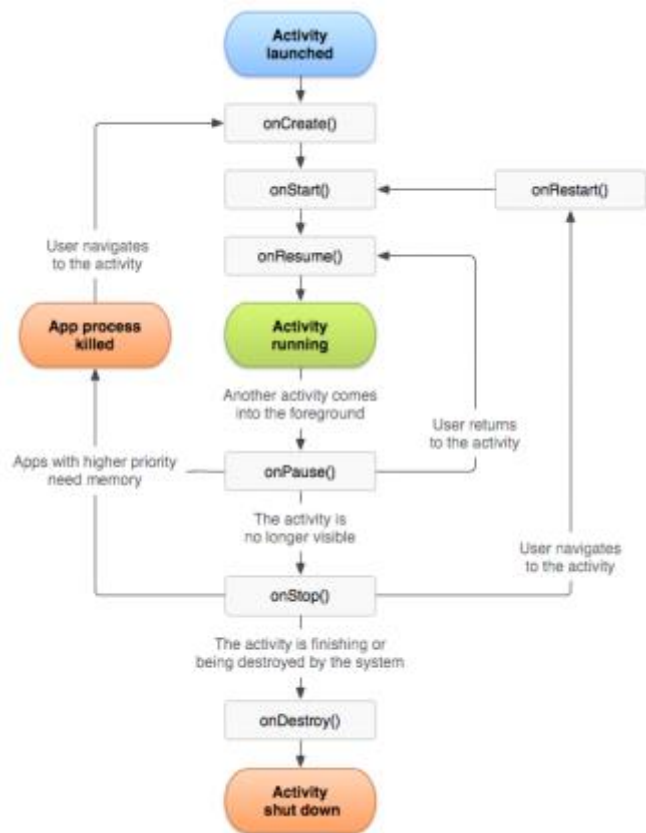 Activity
launched
onCreate()
onStart()
onRestart()
User navigates
to the activity
onResume()
App process
killed
Activity
running
Another activity comes
into the foreground
User returns
to the activity
Apps with higher priority
need memory
onPause()
The activity is
no longer visible
User navigates
to the activity
onStop()
The activity is finishing or
being destroyed by the system
onDestroy()
Activity
shut down